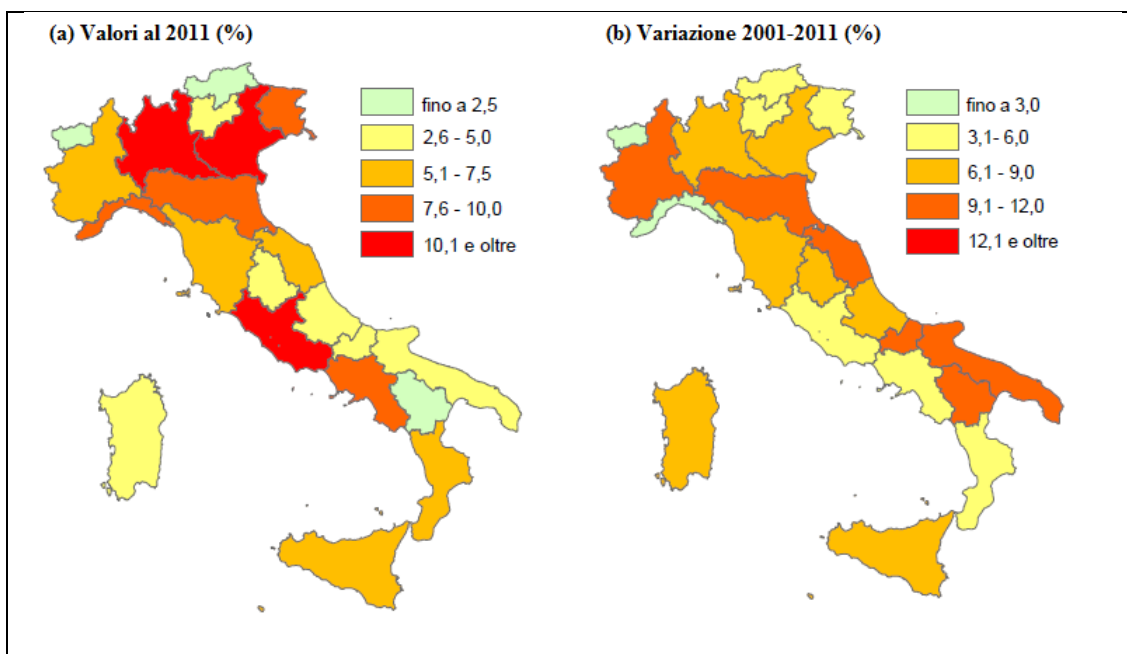 (a) Valori al 2011 (%)
fino a 2,5
2,6 - 5,0
5,1 - 7,5
7,6 - 10,0
10,1 e oltre
(b) Variazione 2001-2011 (%)
fino a 3,0
3,1- 6,0
6,1 - 9,0
9,1 - 12,0
12,1 e oltre